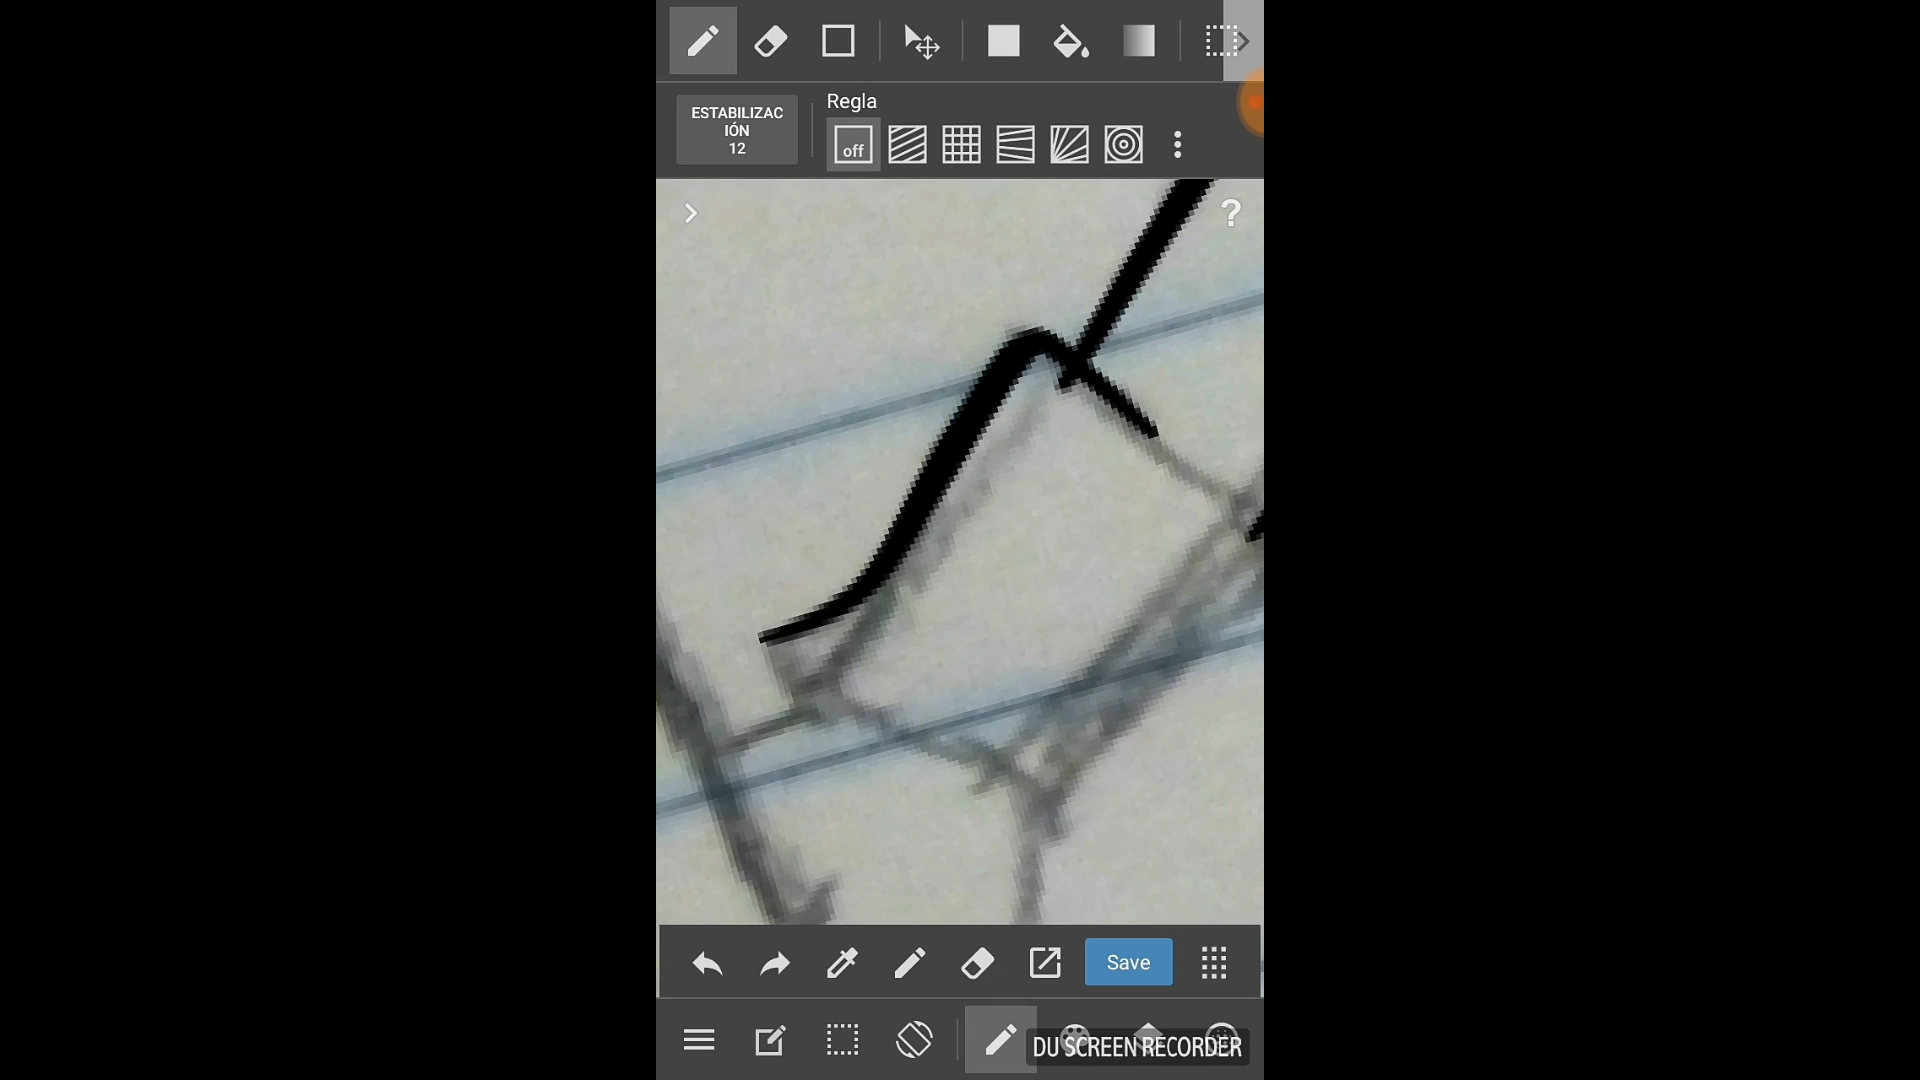 Regla
ESTABILIZAC
IÓN
12
off
?
Save
DU SCREEN RECORDER